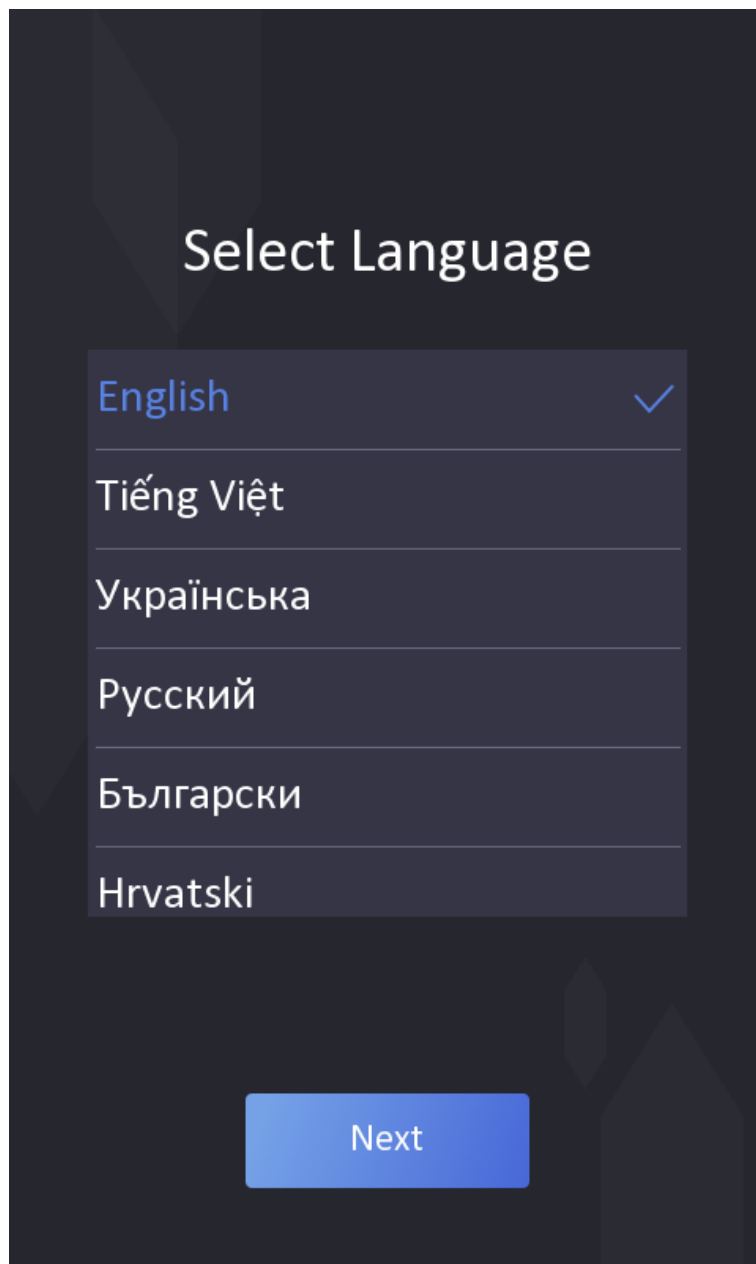 Select Language
English
Tiếng Việt
Українська
Русский
Български
Hrvatski
Next